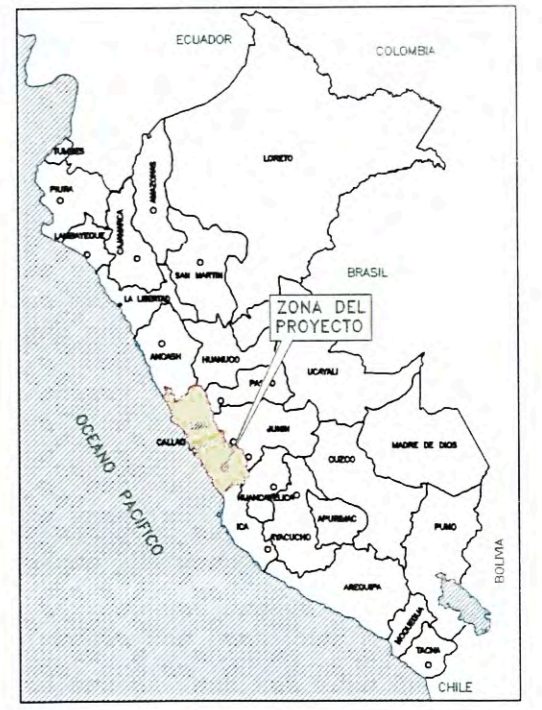 ECUADOR
COLOMBIA
TUMBES
PIURA
LORETO
AMAZONAS
CAJAMARCA
LAMBAYEQUE
SAN MARTIN
BRASIL
LA LIBERTAD
ZONA DEL
PROYECTO
ANCASH
HUANUCO
PASCO
UCAYALI
LIMA
CALLAO
JUNIN
MADRE DE DIOS
CUZCO
OCEANO PACIFICO
HUANCAVELICA
ICA
AYACUCHO
APURIMAC
PUNO
BOLIVIA
AREQUIPA
MOQUEGUA
TACNA
CHILE